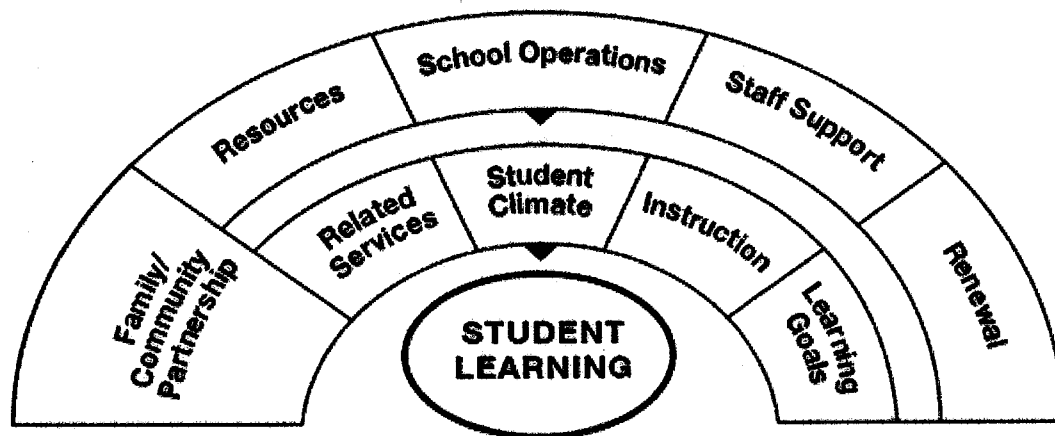 School Operations
Resources
Staff Support
Student
Climate
Related
Services
Instruction
Family/
Community
Partnership
Renewal
Learning
Goals
STUDENT
LEARNING